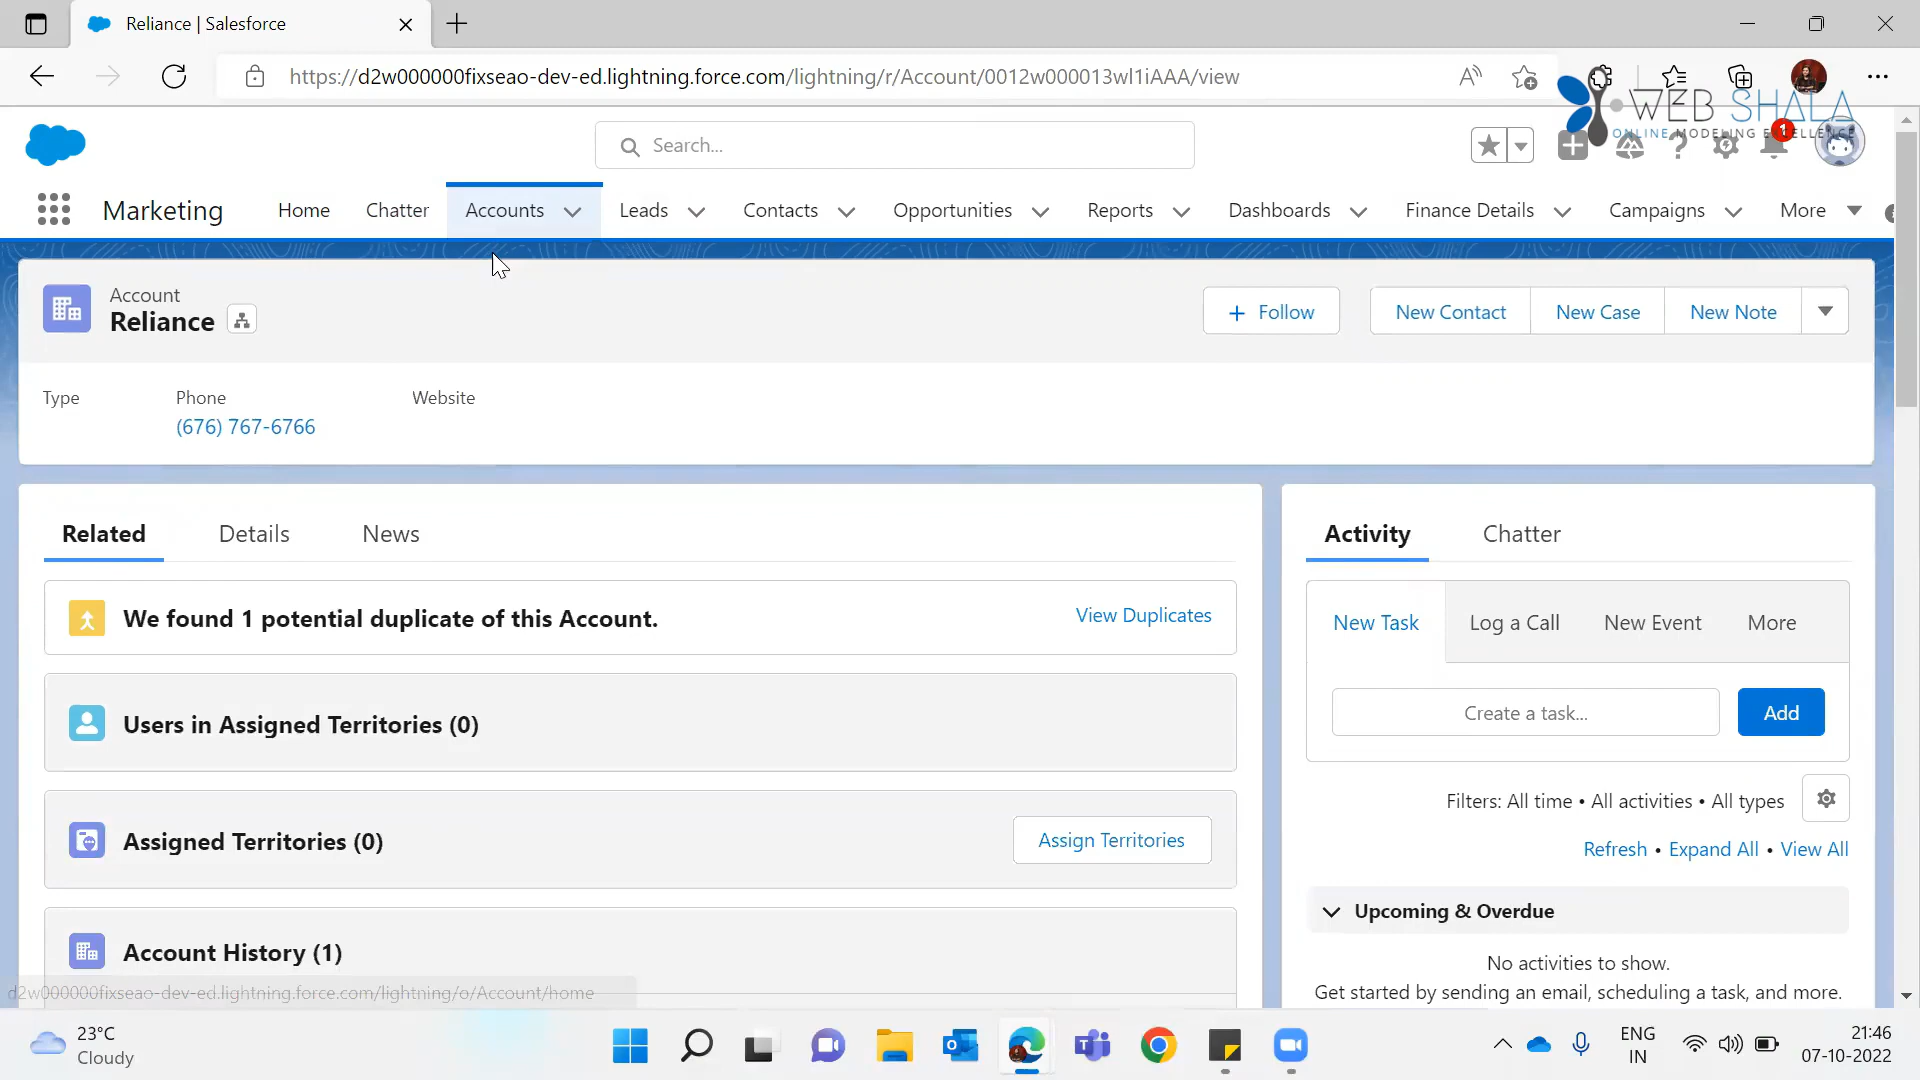 Reliance | Salesforce
https://d2w000000fixseao-dev-ed.lightning.force.com/lightning/r/Account/0012w000013wl1iAAA/view
WEB SHALA
ONLINE MODELING EXCELLENCE
Search...
1
Marketing Home Chatter Accounts Leads Contacts Opportunities Reports Dashboards Finance Details Campaigns More
Account
Reliance
Follow New Contact New Case New Note
Type Phone Website
(676) 767-6766
Related Details News
Activity Chatter
We found 1 potential duplicate of this Account. View Duplicates
New Task Log a Call New Event More
Users in Assigned Territories (0)
Create a task... Add
Assigned Territories (0) Assign Territories
Filters: All time • All activities • All types
Refresh • Expand All • View All
Upcoming & Overdue
Account History (1)
No activities to show.
Get started by sending an email, scheduling a task, and more.
d2w000000fixseao-dev-ed.lightning.force.com/lightning/o/Account/home
23°C
Cloudy
ENG
IN
21:46
07-10-2022